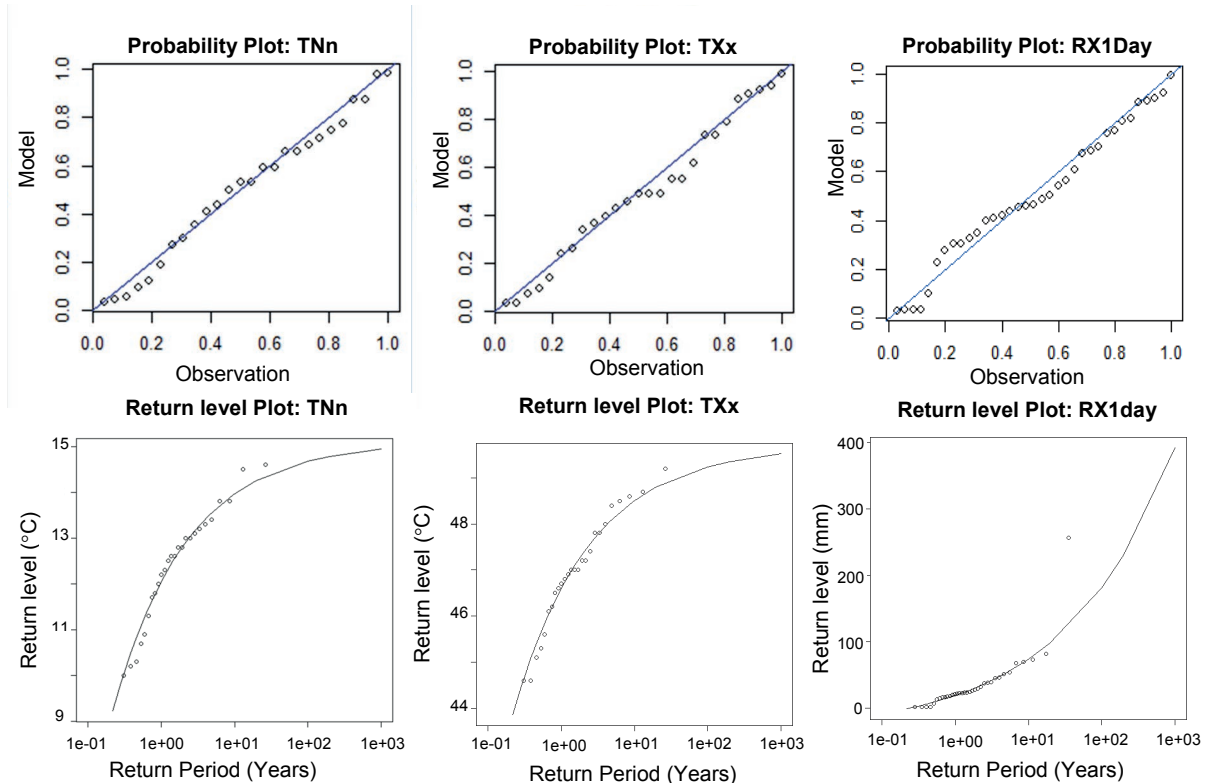 Probability Plot: TNn
Model
0.0 0.2 0.4 0.6 0.8 1.0
0.0 0.2 0.4 0.6 0.8 1.0
Observation
Probability Plot: TXx
Model
0.0 0.2 0.4 0.6 0.8 1.0
0.0 0.2 0.4 0.6 0.8 1.0
Observation
Probability Plot: RX1Day
Model
0.0 0.2 0.4 0.6 0.8 1.0
0.0 0.2 0.4 0.6 0.8 1.0
Observation
Return level Plot: TNn
Return level (°C)
15
13
11
9
1e-01 1e+00 1e+01 1e+02 1e+03
Return Period (Years)
Return level Plot: TXx
Return level (°C)
48
46
44
1e-01 1e+00 1e+01 1e+02 1e+03
Return Period (Years)
Return level Plot: RX1day
Return level (mm)
400
300
200
100
0
1e-01 1e+00 1e+01 1e+02 1e+03
Return Period (Years)